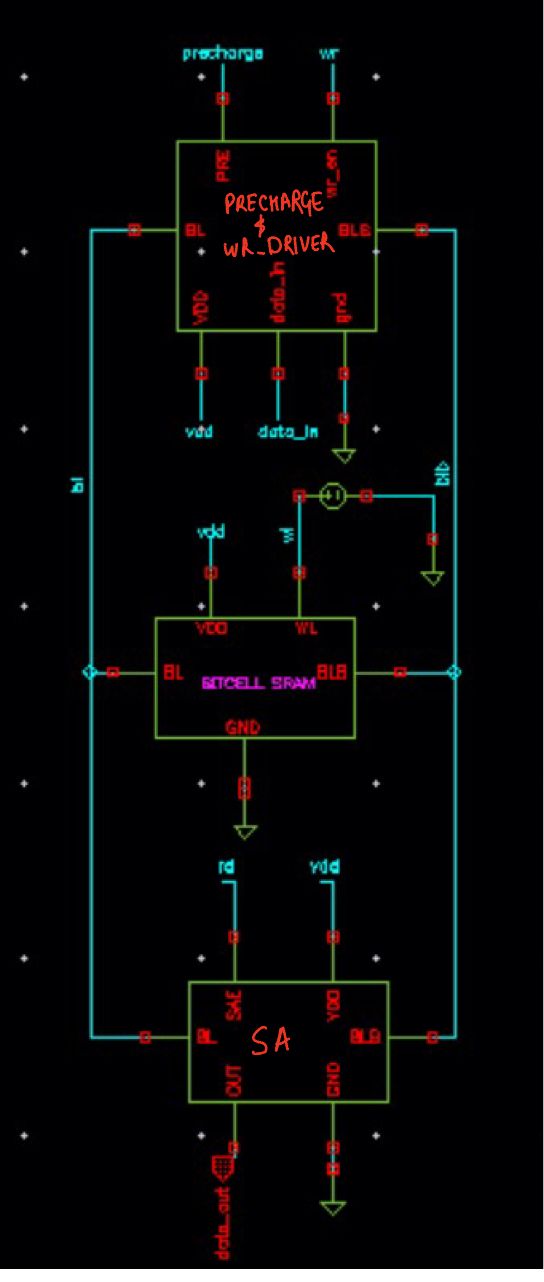 precharge wr
PRE wr_en
PRECHARGE
&
WR_DRIVER
BL BLB
VDD data_in gnd
vdd data_in
bl blb
vdd wl
VDD WL
BL BITCELL SRAM BLB
GND
rd vdd
SAE VDD
BL SA BLB
OUT GND
data_out